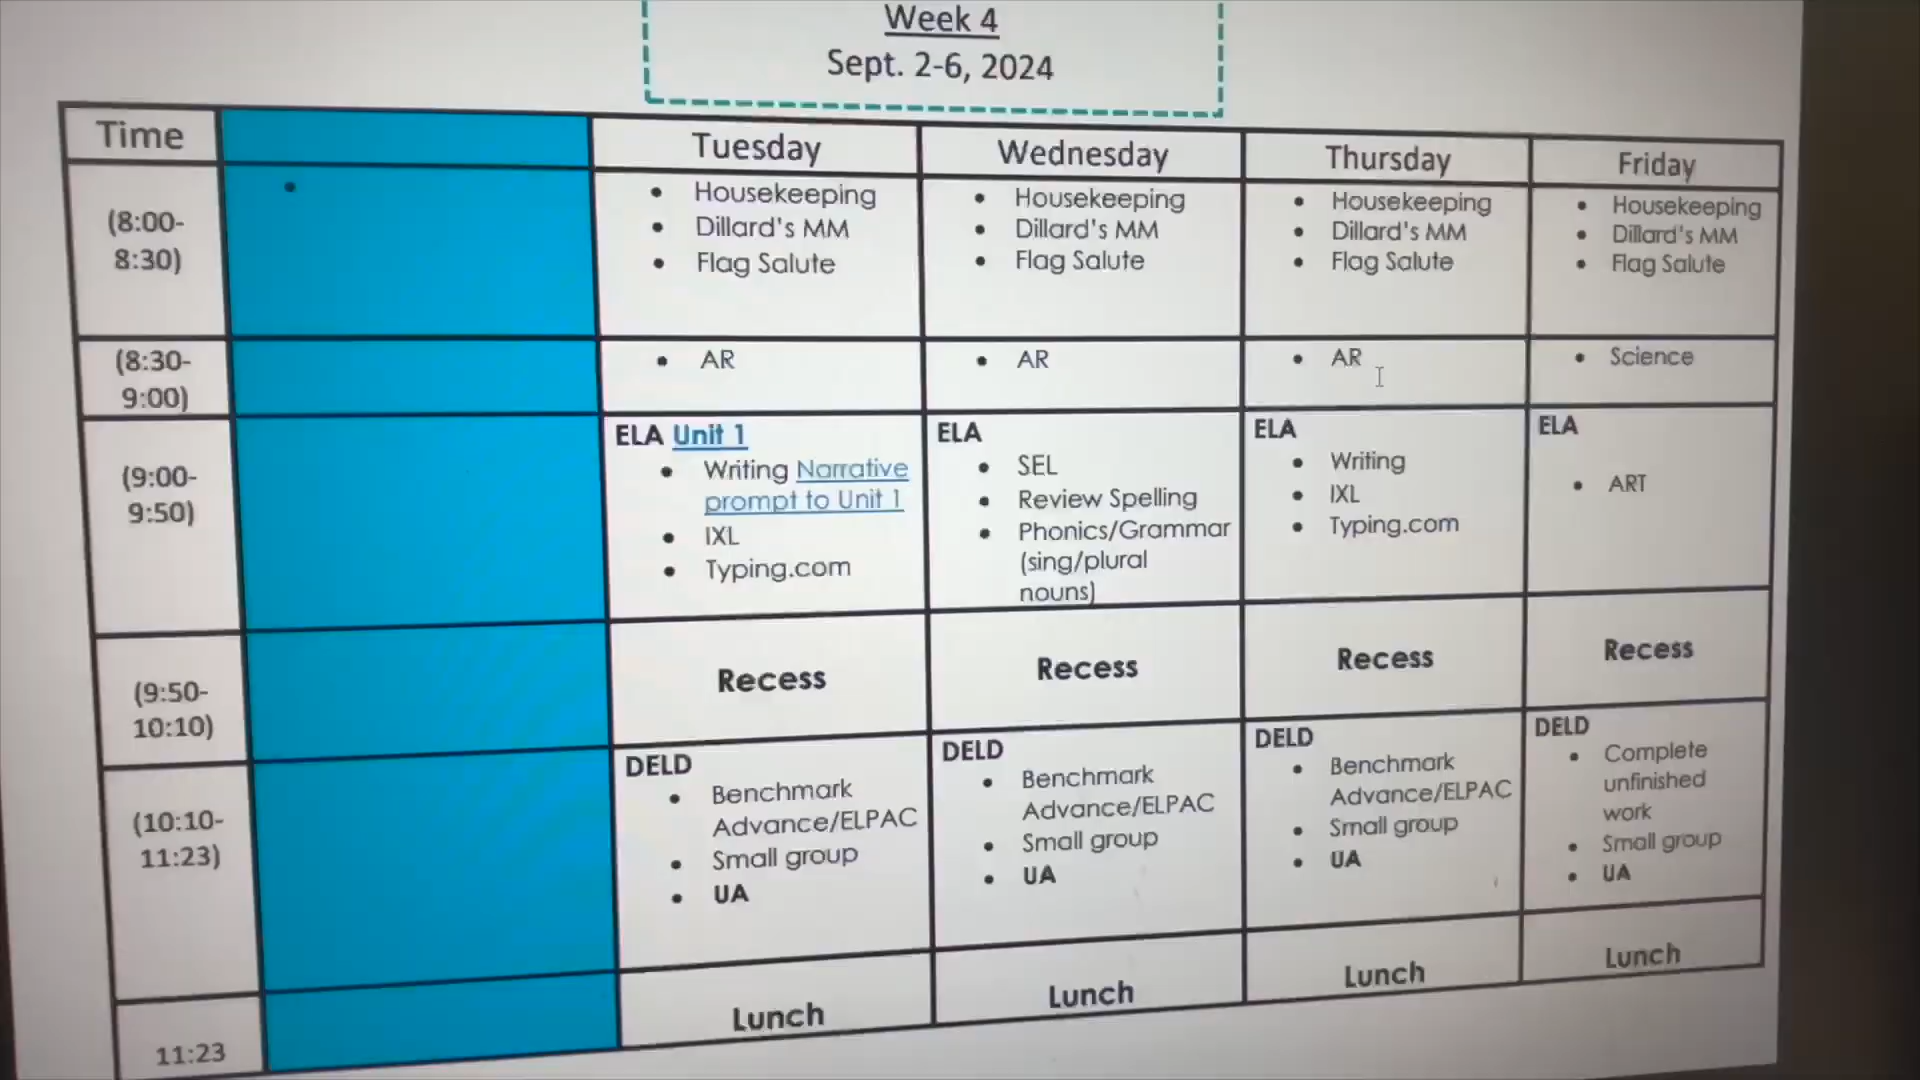 Week 4
Sept. 2-6, 2024
Time
Tuesday
Wednesday
Thursday
Friday
(8:00-
8:30)
• 
• Housekeeping
• Dillard's MM
• Flag Salute
• Housekeeping
• Dillard's MM
• Flag Salute
• Housekeeping
• Dillard's MM
• Flag Salute
• Housekeeping
• Dillard's MM
• Flag Salute
(8:30-
9:00)
• AR
• AR
• AR
• Science
(9:00-
9:50)
ELA Unit 1
• Writing Narrative
prompt to Unit 1
• IXL
• Typing.com
ELA
• SEL
• Review Spelling
• Phonics/Grammar
(sing/plural
nouns)
ELA
• Writing
• IXL
• Typing.com
ELA
• ART
(9:50-
10:10)
Recess
Recess
Recess
Recess
(10:10-
11:23)
DELD
• Benchmark
Advance/ELPAC
• Small group
• UA
DELD
• Benchmark
Advance/ELPAC
• Small group
• UA
DELD
• Benchmark
Advance/ELPAC
• Small group
• UA
DELD
• Complete
unfinished
work
• Small group
• UA
11:23
Lunch
Lunch
Lunch
Lunch